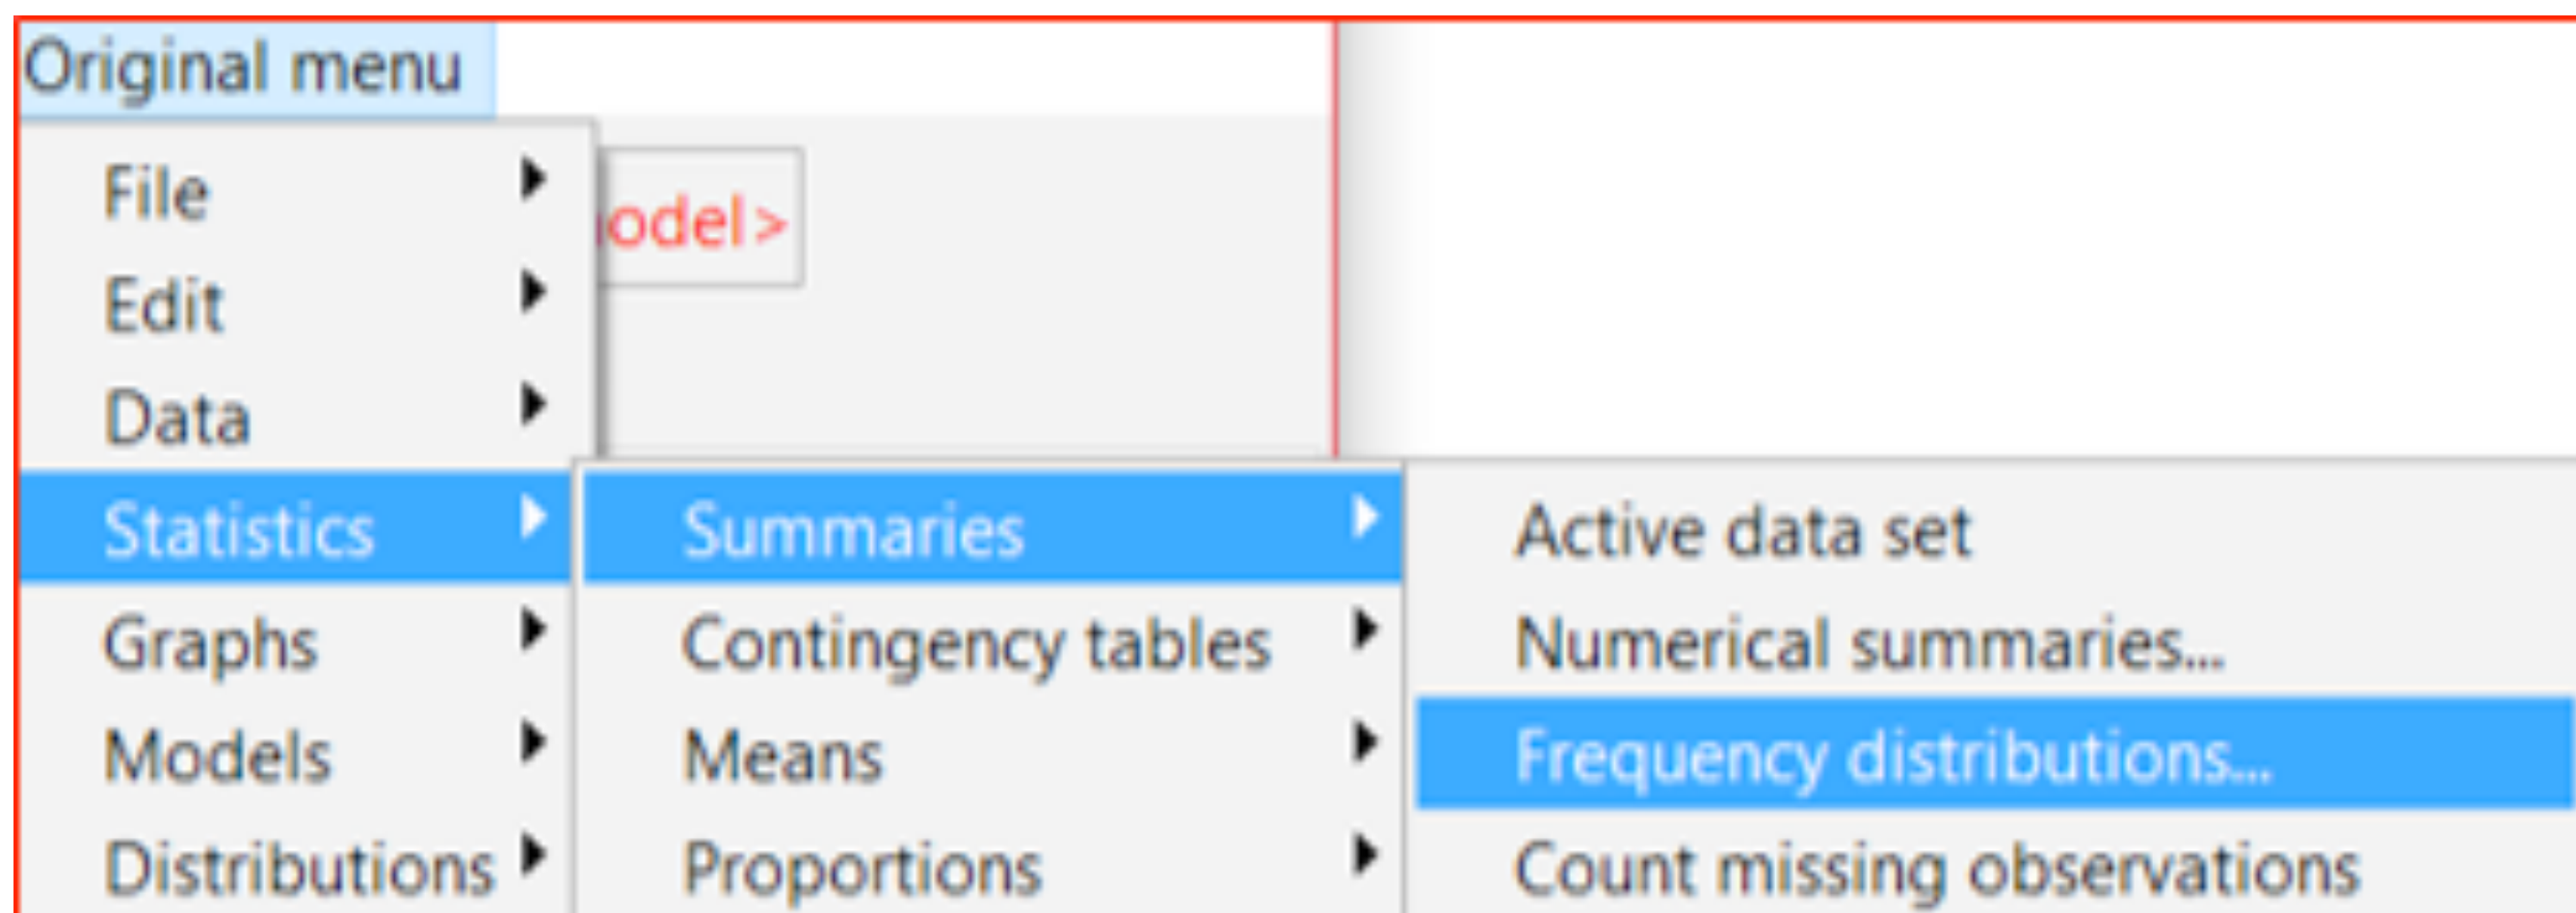 Original menu
File
odel>
Edit
Data
Statistics
Graphs
Models
Distributions
Summaries
Contingency tables
Means
Proportions
Active data set
Numerical summaries...
Frequency distributions...
Count missing observations